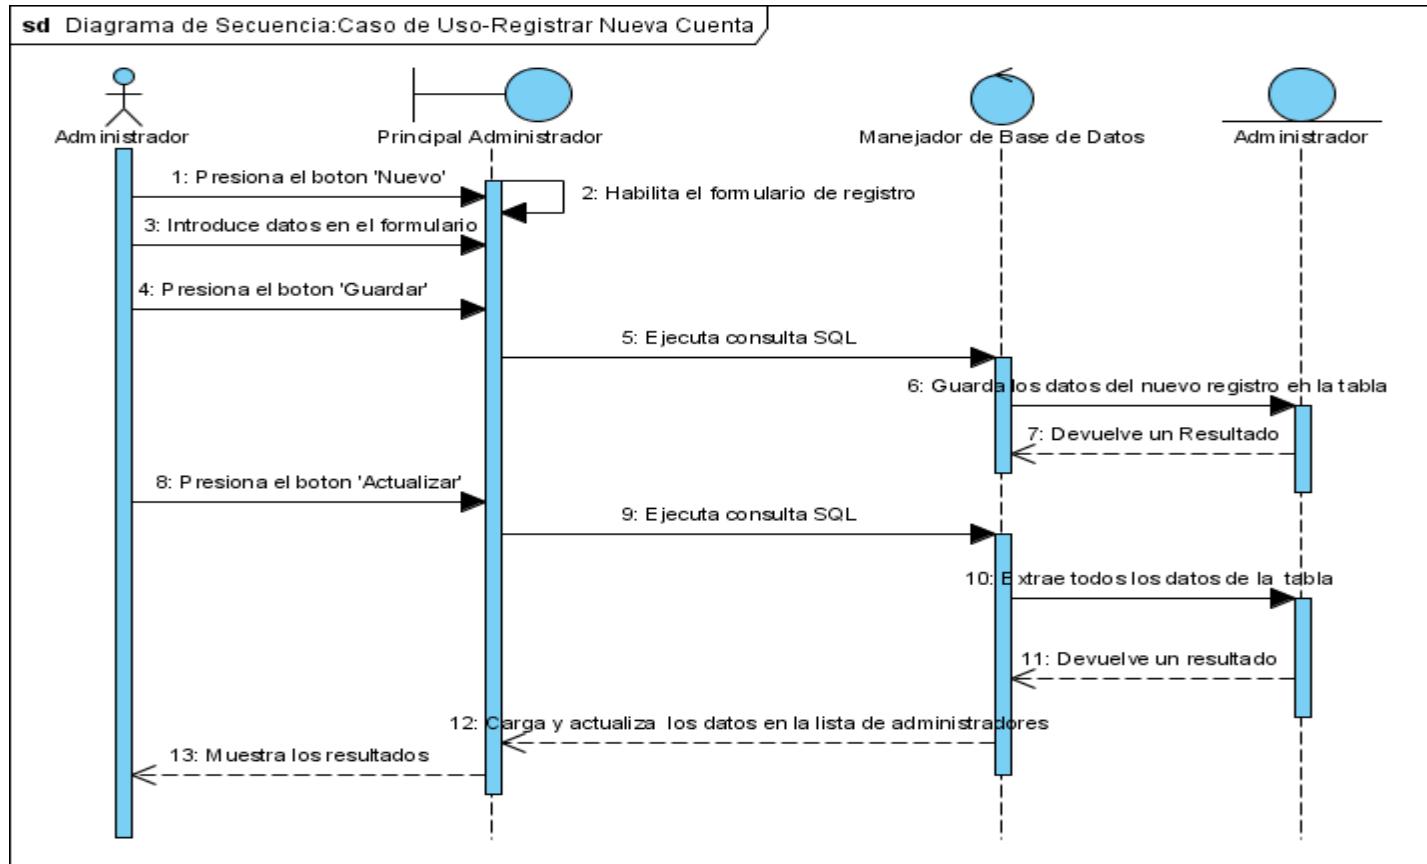 sd Diagrama de Secuencia:Caso de Uso-Registrar Nueva Cuenta
Administrador
Principal Administrador
Manejador de Base de Datos
Administrador
1: Presiona el boton 'Nuevo'
2: Habilita el formulario de registro
3: Introduce datos en el formulario
4: Presiona el boton 'Guardar'
5: Ejecuta consulta SQL
6: Guarda los datos del nuevo registro en la tabla
7: Devuelve un Resultado
8: Presiona el boton 'Actualizar'
9: Ejecuta consulta SQL
10: Extrae todos los datos de la tabla
11: Devuelve un resultado
12: Carga y actualiza los datos en la lista de administradores
13: Muestra los resultados